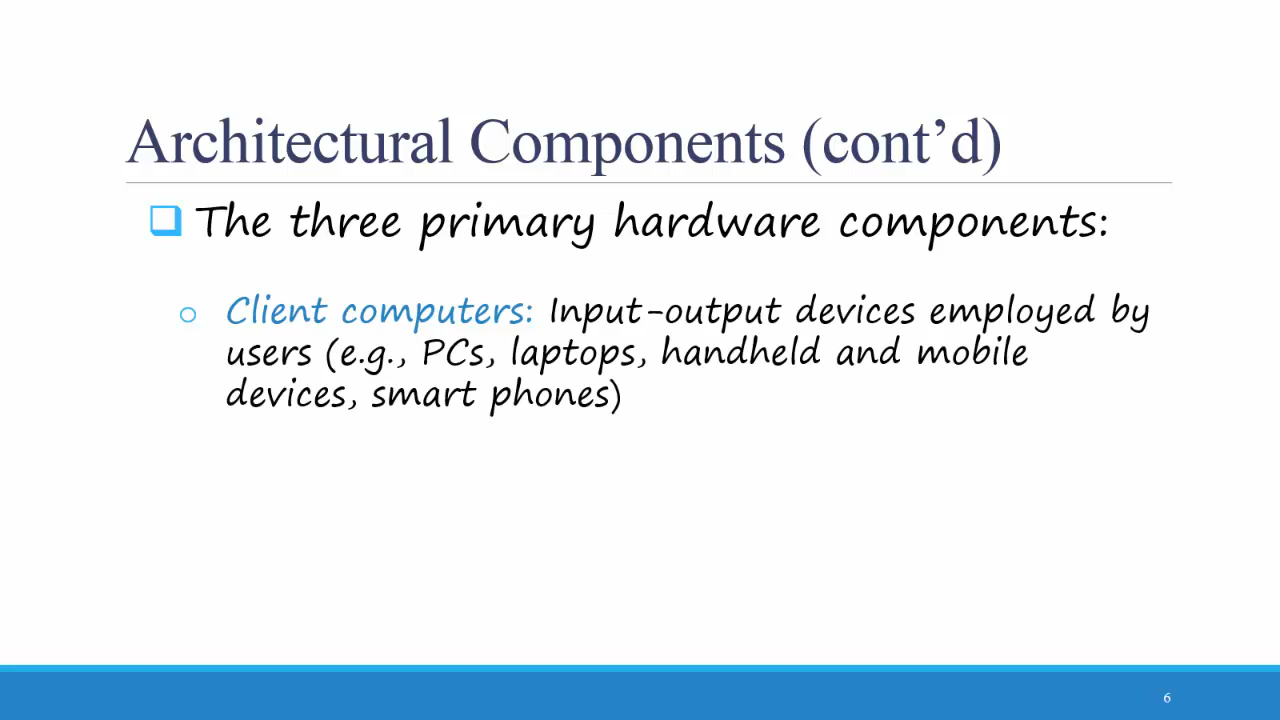 Architectural Components (cont’d)
The three primary hardware components:
Client computers: Input-output devices employed by
users (e.g., PCs, laptops, handheld and mobile
devices, smart phones)
6